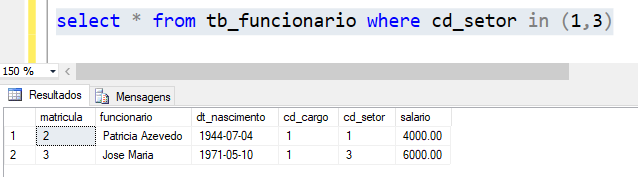 select * from tb_funcionario where cd_setor in (1,3)
150 %
Resultados Mensagens
matricula funcionario dt_nascimento cd_cargo cd_setor salario
1 2 Patricia Azevedo 1944-07-04 1 1 4000.00
2 3 Jose Maria 1971-05-10 1 3 6000.00